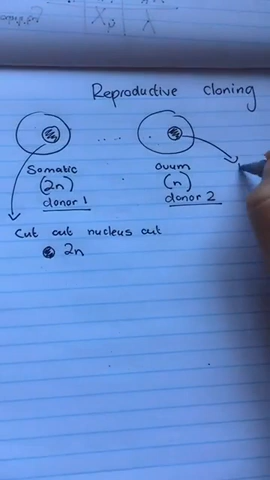 Reproductive cloning
Somatic
(2n)
donor 1
Ovum
(n)
donor 2
Cut out nucleus out
2n